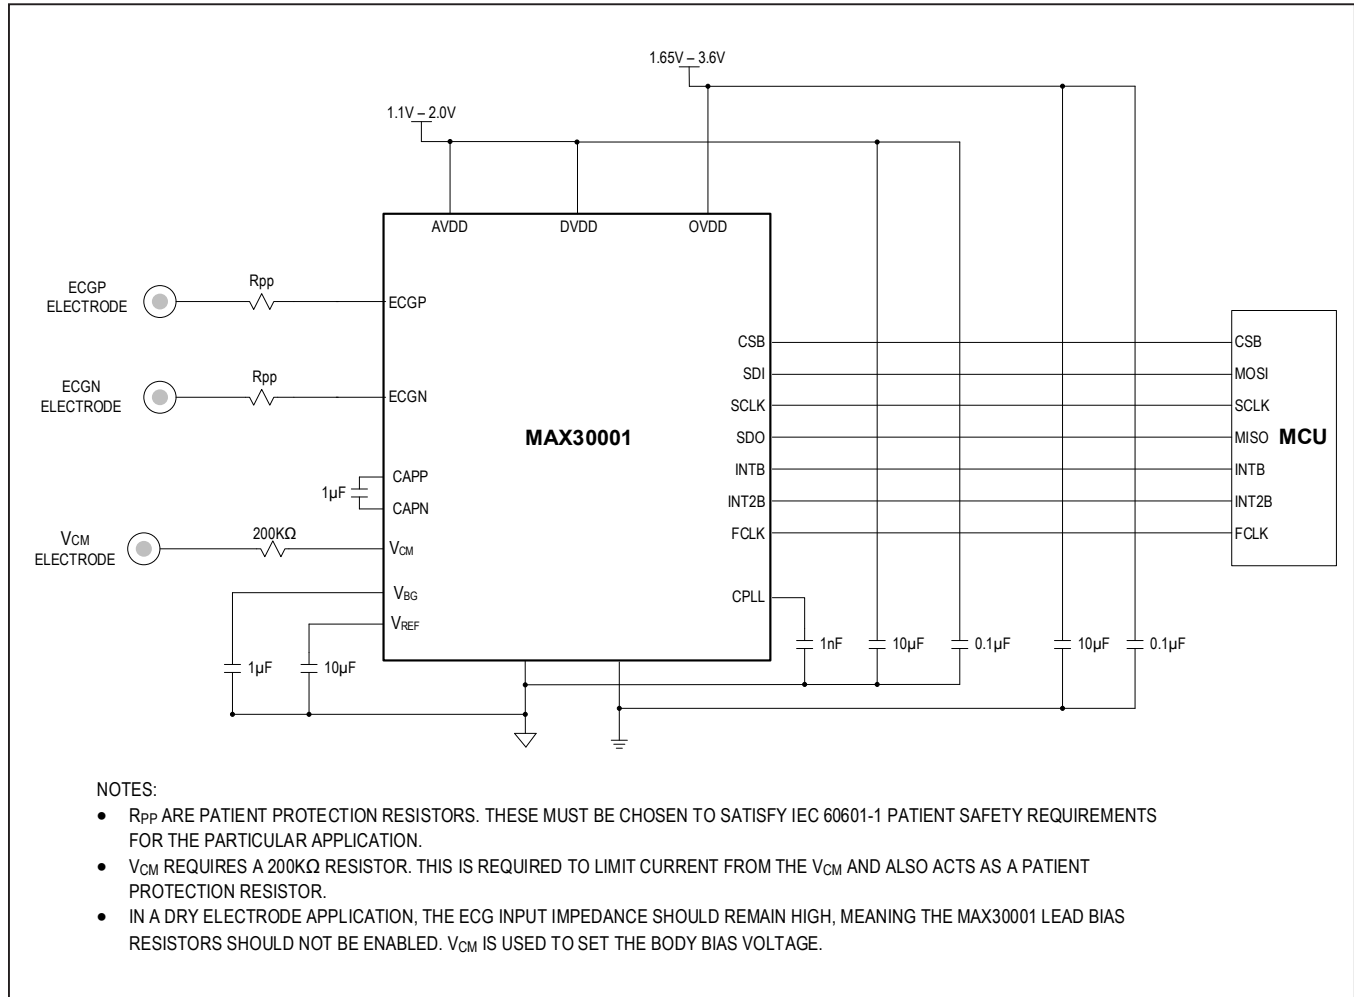 1.65V – 3.6V
1.1V – 2.0V
AVDD
DVDD
OVDD
ECGP
ELECTRODE
Rpp
ECGP
ECGN
ELECTRODE
Rpp
ECGN
MAX30001
CAPP
1µF
CAPN
VCM
ELECTRODE
200KΩ
VCM
VBG
VREF
1µF
10µF
CSB
SDI
SCLK
SDO
INTB
INT2B
FCLK
CPLL
CSB
MOSI
SCLK
MISO
MCU
INTB
INT2B
FCLK
1nF
10µF
0.1µF
10µF
0.1µF
NOTES:
• RPP ARE PATIENT PROTECTION RESISTORS. THESE MUST BE CHOSEN TO SATISFY IEC 60601-1 PATIENT SAFETY REQUIREMENTS
FOR THE PARTICULAR APPLICATION.
• VCM REQUIRES A 200KΩ RESISTOR. THIS IS REQUIRED TO LIMIT CURRENT FROM THE VCM AND ALSO ACTS AS A PATIENT
PROTECTION RESISTOR.
• IN A DRY ELECTRODE APPLICATION, THE ECG INPUT IMPEDANCE SHOULD REMAIN HIGH, MEANING THE MAX30001 LEAD BIAS
RESISTORS SHOULD NOT BE ENABLED. VCM IS USED TO SET THE BODY BIAS VOLTAGE.